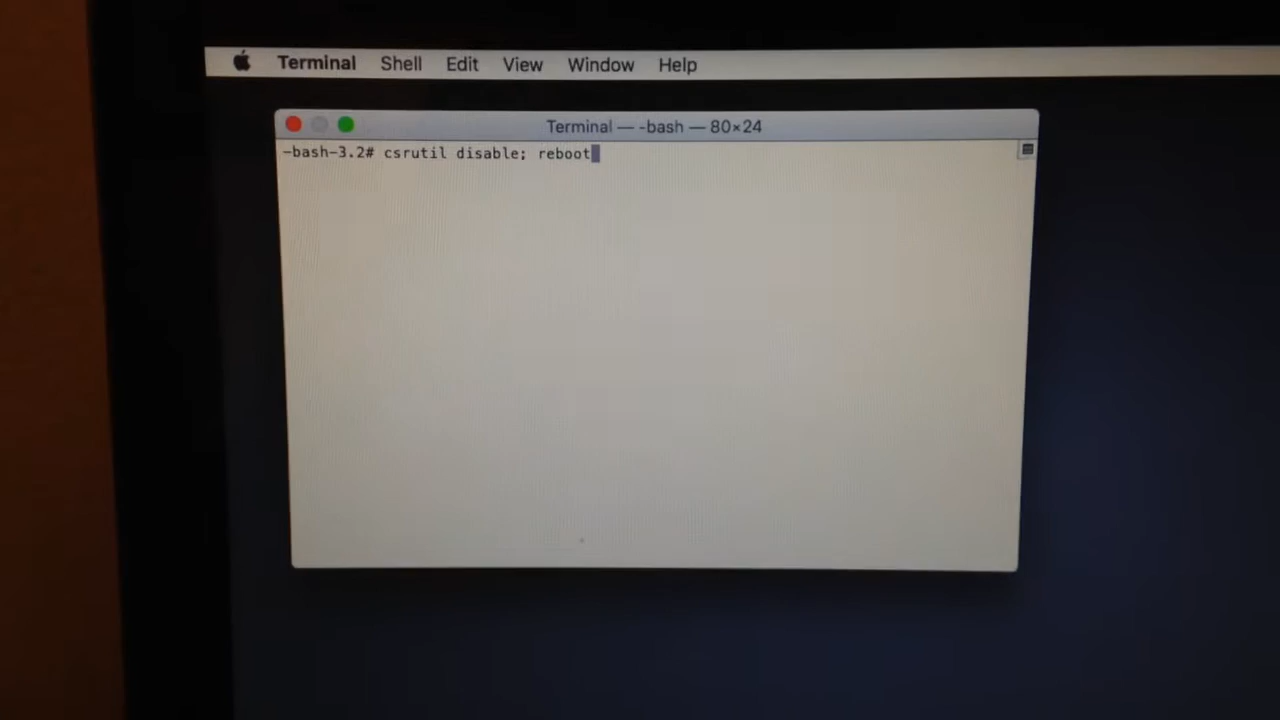 Terminal Shell Edit View Window Help
Terminal — -bash — 80×24
-bash-3.2# csrutil disable; reboot